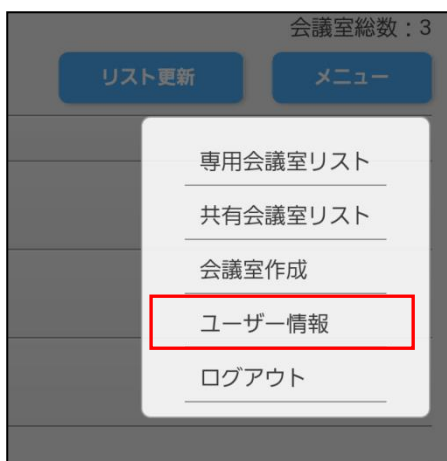 会議室総数：3
リスト更新 メニュー
専用会議室リスト
共有会議室リスト
会議室作成
ユーザー情報
ログアウト